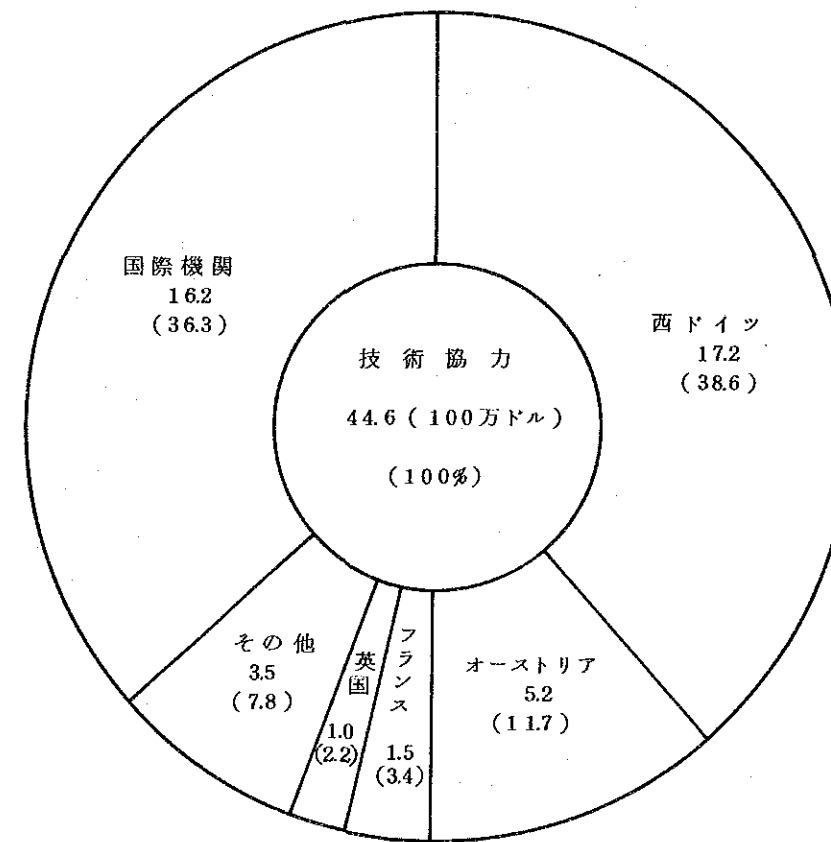 国際機関
16.2
(36.3)
西ドイツ
17.2
(38.6)
技術協力
44.6(100万ドル)
(100%)
その他
3.5
(7.8)
英国
1.0
(2.2)
フランス
1.5
(3.4)
オーストリア
5.2
(11.7)